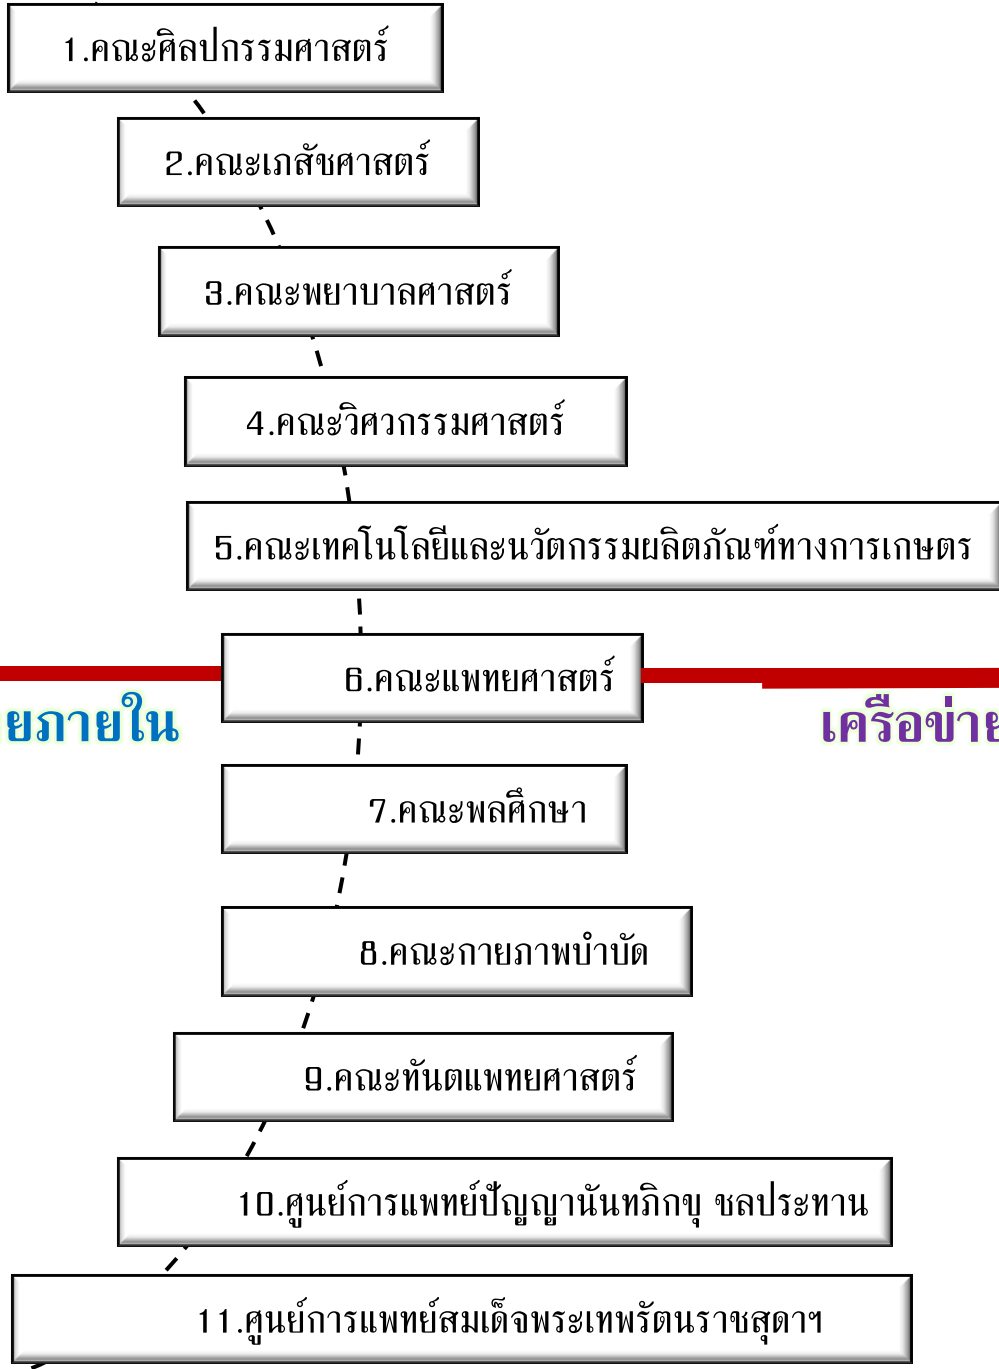 1.คณะศิลปกรรมศาสตร์
2.คณะเภสัชศาสตร์
3.คณะพยาบาลศาสตร์
4.คณะวิศวกรรมศาสตร์
5.คณะเทคโนโลยีและนวัตกรรมผลิตภัณฑ์ทางการเกษตร
6.คณะแพทยศาสตร์
ยภายใน
เครือข่าย
7.คณะพลศึกษา
8.คณะกายภาพบำบัด
9.คณะทันตแพทยศาสตร์
10.ศูนย์การแพทย์ปัญญานันทภิกขุ ชลประทาน
11.ศูนย์การแพทย์สมเด็จพระเทพรัตนราชสุดาฯ